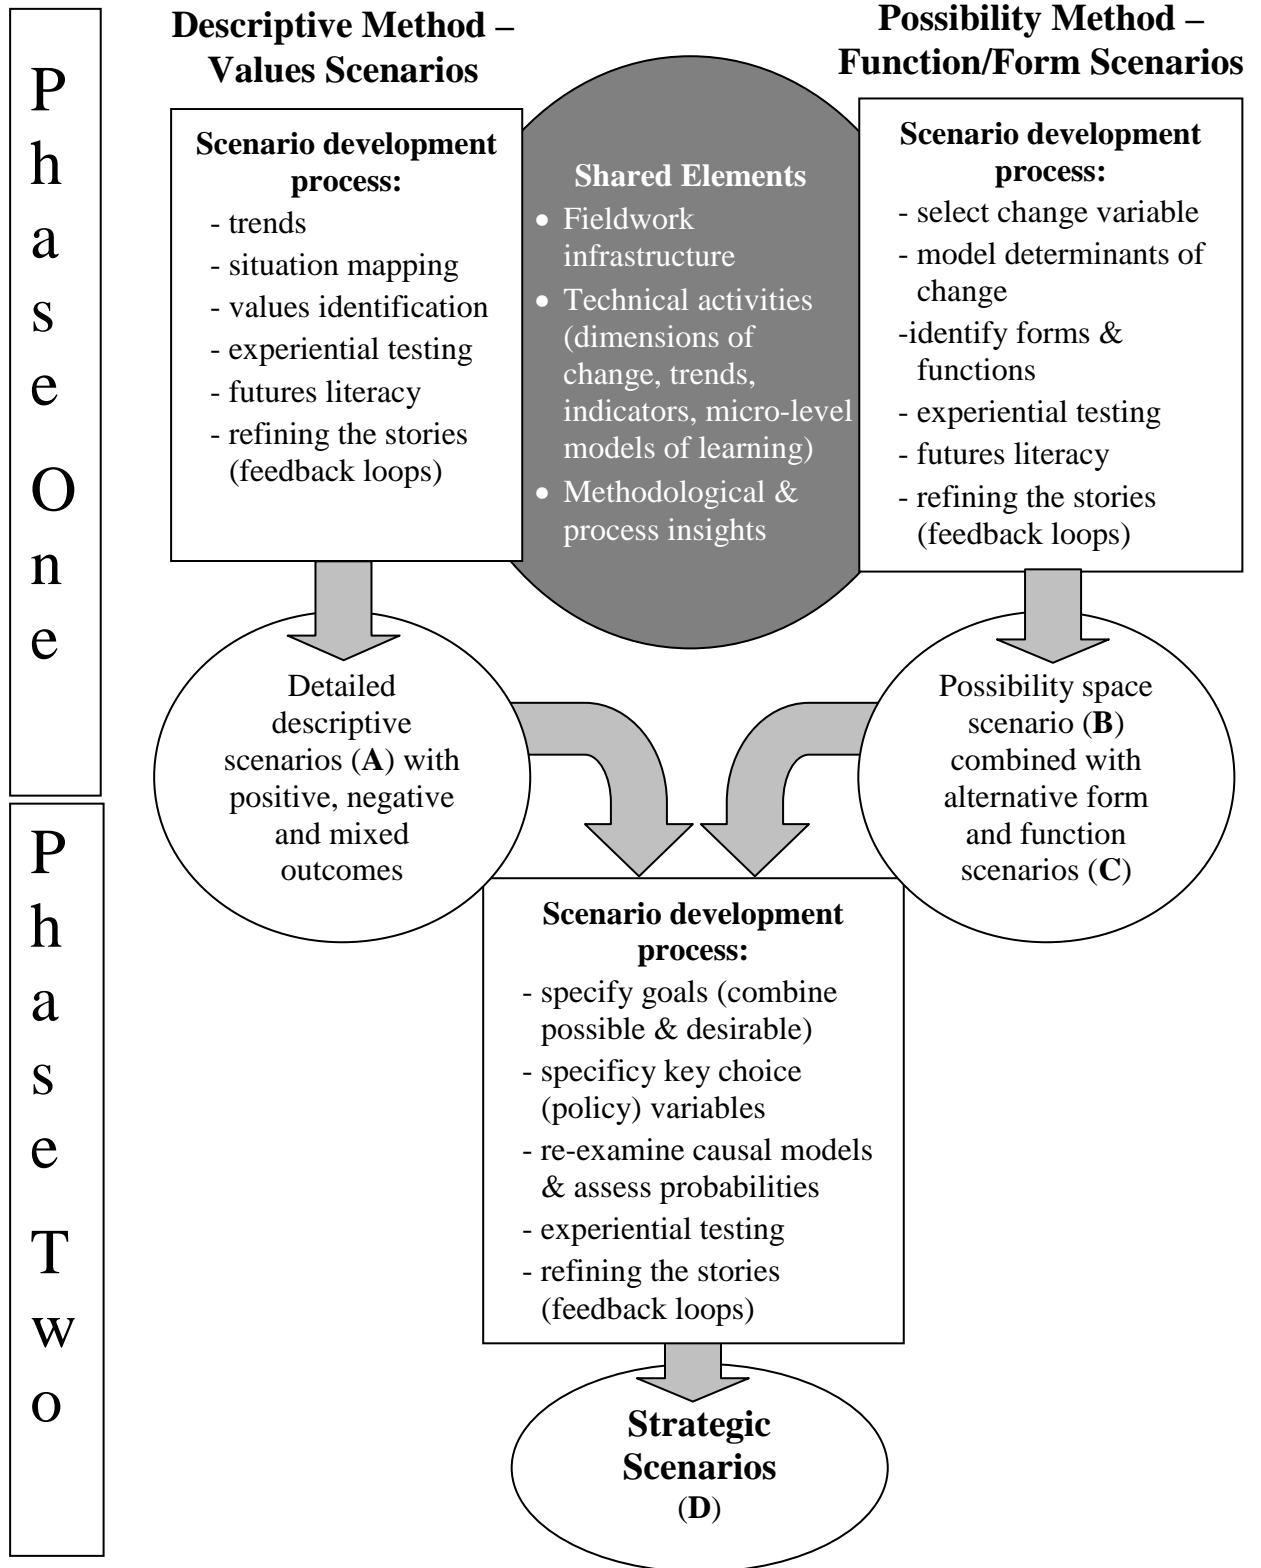 Phase One
Descriptive Method –
Values Scenarios
Scenario development
process:
- trends
- situation mapping
- values identification
- experiential testing
- futures literacy
- refining the stories
(feedback loops)
Shared Elements
• Fieldwork
infrastructure
• Technical activities
(dimensions of
change, trends,
indicators, micro-level
models of learning)
• Methodological &
process insights
Possibility Method –
Function/Form Scenarios
Scenario development
process:
- select change variable
- model determinants of
change
-identify forms &
functions
- experiential testing
- futures literacy
- refining the stories
(feedback loops)
Detailed
descriptive
scenarios (A) with
positive, negative
and mixed
outcomes
Possibility space
scenario (B)
combined with
alternative form
and function
scenarios (C)
Phase Two
Scenario development
process:
- specify goals (combine
possible & desirable)
- specificy key choice
(policy) variables
- re-examine causal models
& assess probabilities
- experiential testing
- refining the stories
(feedback loops)
Strategic
Scenarios
(D)